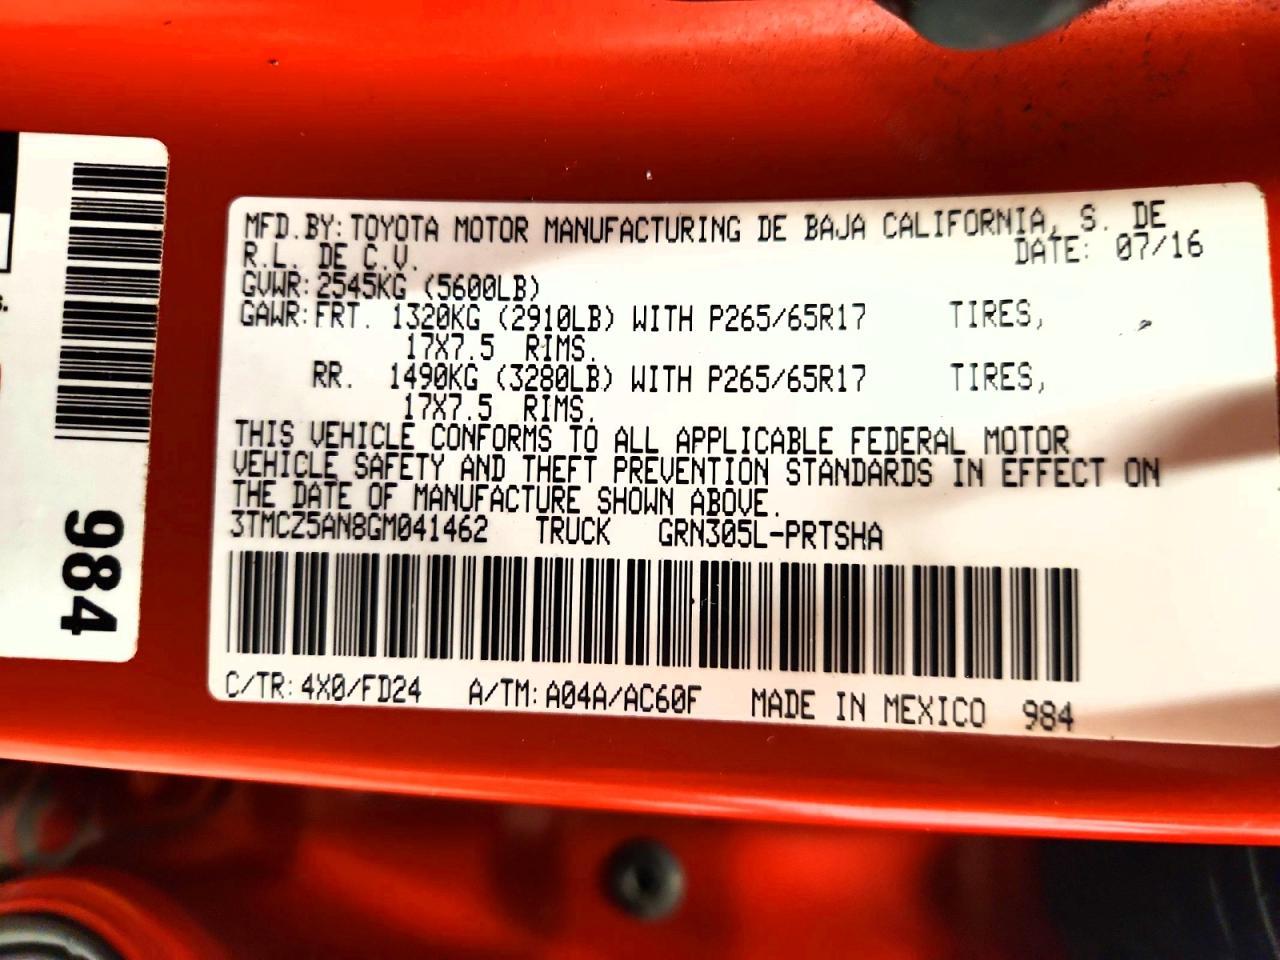 MFD.BY:TOYOTA MOTOR MANUFACTURING DE BAJA CALIFORNIA, S. DE
R.L. DE C.V. DATE: 07/16
GVWR:2545KG (5600LB)
GAWR:FRT. 1320KG (2910LB) WITH P265/65R17 TIRES,
17X7.5 RIMS.
RR. 1490KG (3280LB) WITH P265/65R17 TIRES,
17X7.5 RIMS.
THIS VEHICLE CONFORMS TO ALL APPLICABLE FEDERAL MOTOR
VEHICLE SAFETY AND THEFT PREVENTION STANDARDS IN EFFECT ON
THE DATE OF MANUFACTURE SHOWN ABOVE.
3TMCZ5AN8GM041462 TRUCK GRN305L-PRTSHA
C/TR:4X0/FD24 A/TM:A04A/AC60F MADE IN MEXICO 984
984